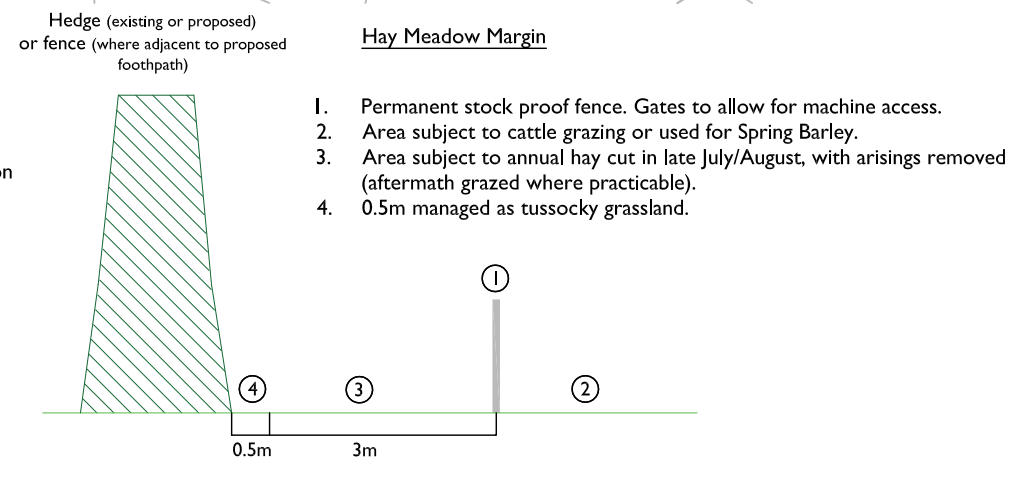 Hedge (existing or proposed)
or fence (where adjacent to proposed
footpath)
Hay Meadow Margin
1. Permanent stock proof fence. Gates to allow for machine access.
2. Area subject to cattle grazing or used for Spring Barley.
3. Area subject to annual hay cut in late July/August, with arisings removed
(aftermath grazed where practicable).
4. 0.5m managed as tussocky grassland.
on
1
4
3
2
0.5m
3m